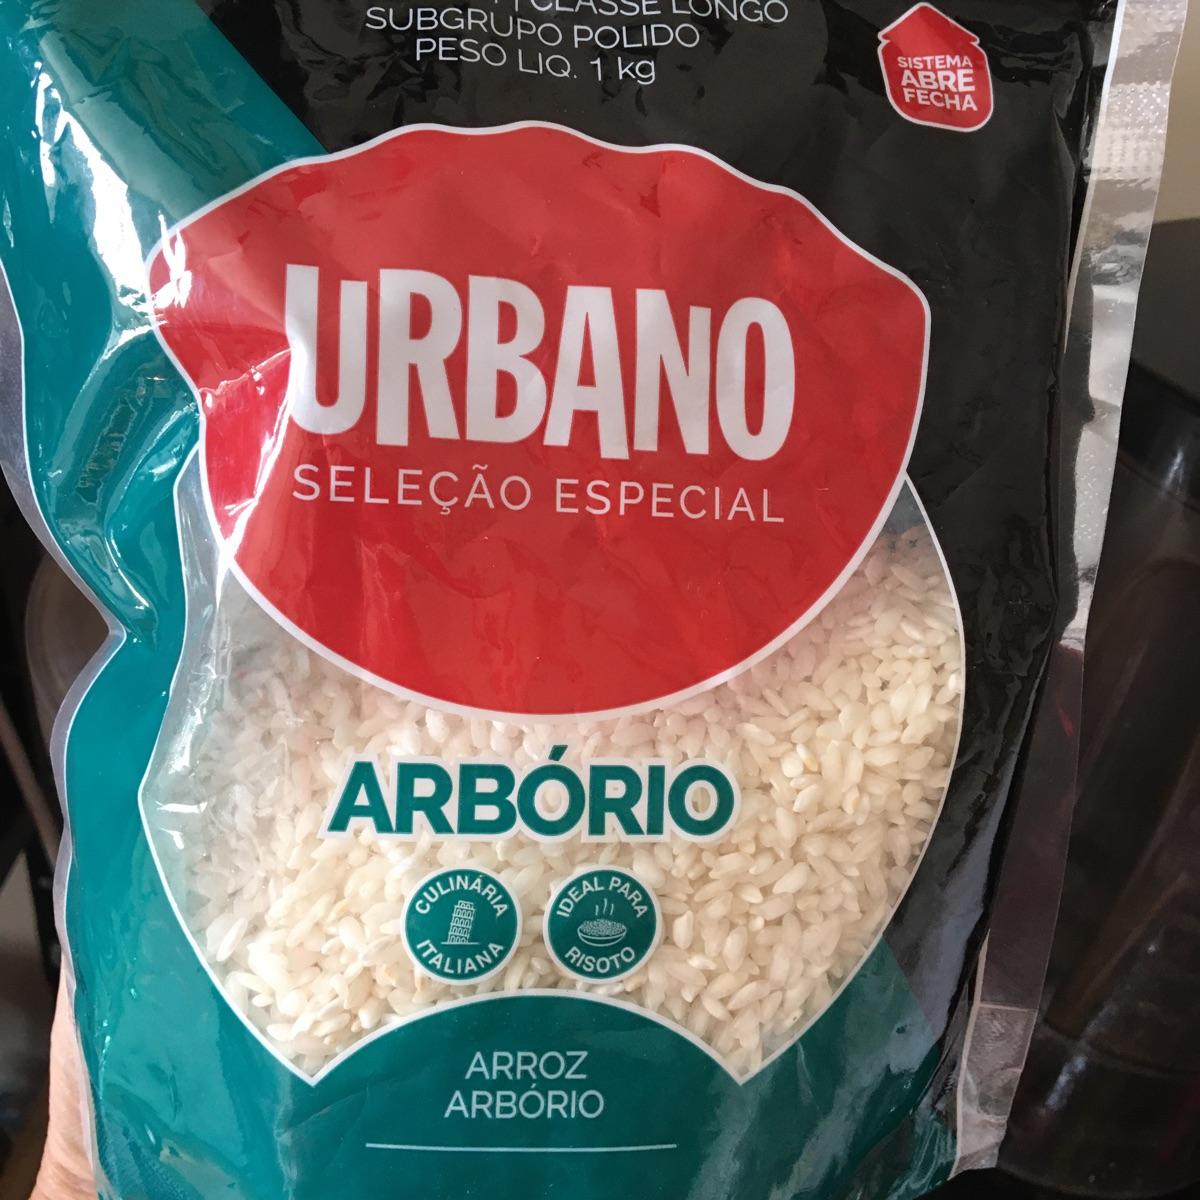 CLASSE LONGO
SUBGRUPO POLIDO
PESO LIQ. 1 kg
SISTEMA
ABRE
FECHA
URBANO
SELEÇÃO ESPECIAL
ARBÓRIO
CULINÁRIA
ITALIANA
IDEAL PARA
RISOTO
ARROZ
ARBÓRIO